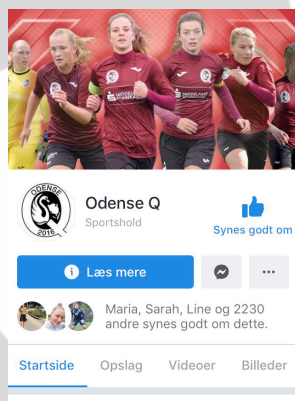 ODENSE
2016
Odense Q
Sportshold
Synes godt om
Læs mere
Maria, Sarah, Line og 2230
andre synes godt om dette.
Startside Opslag Videoer Billeder